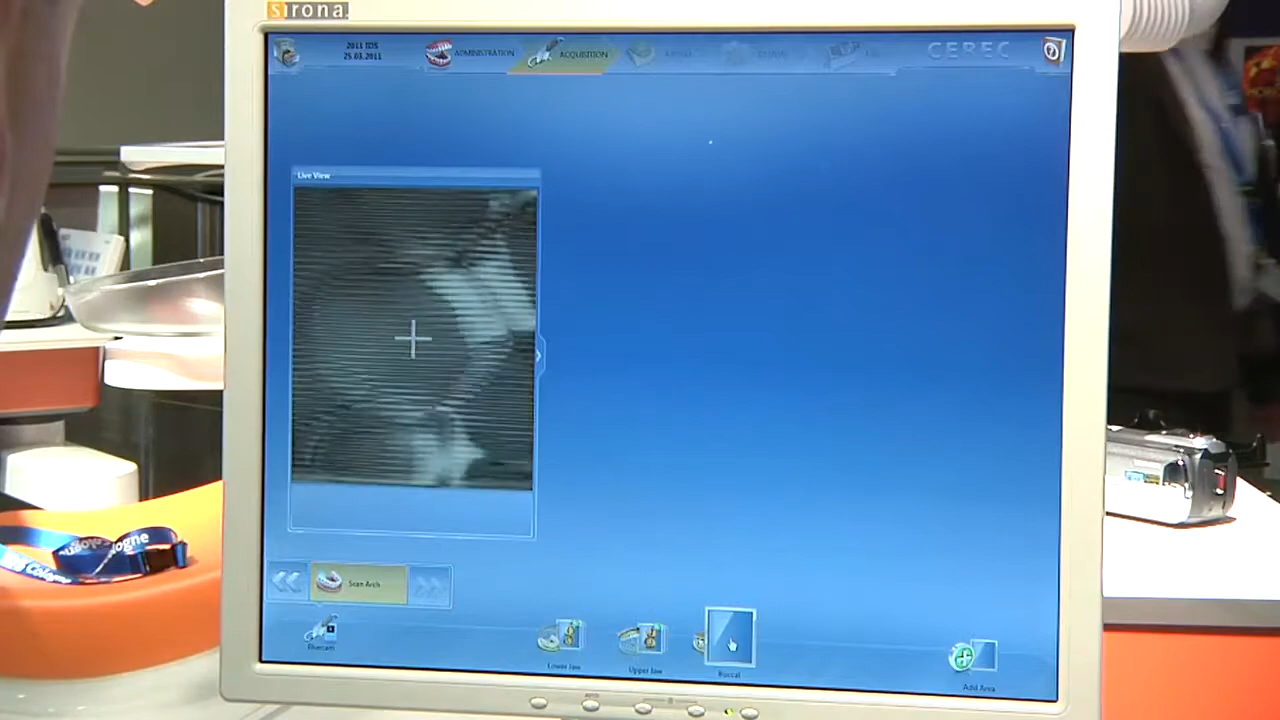 sirona.
2011 IDS
25.03.2011
ADMINISTRATION
ACQUISITION
CEREC
Live View
Scan Arch
Bluecam
Lower Jaw
Upper Jaw
Buccal
Add Area
Cologne
Cologne